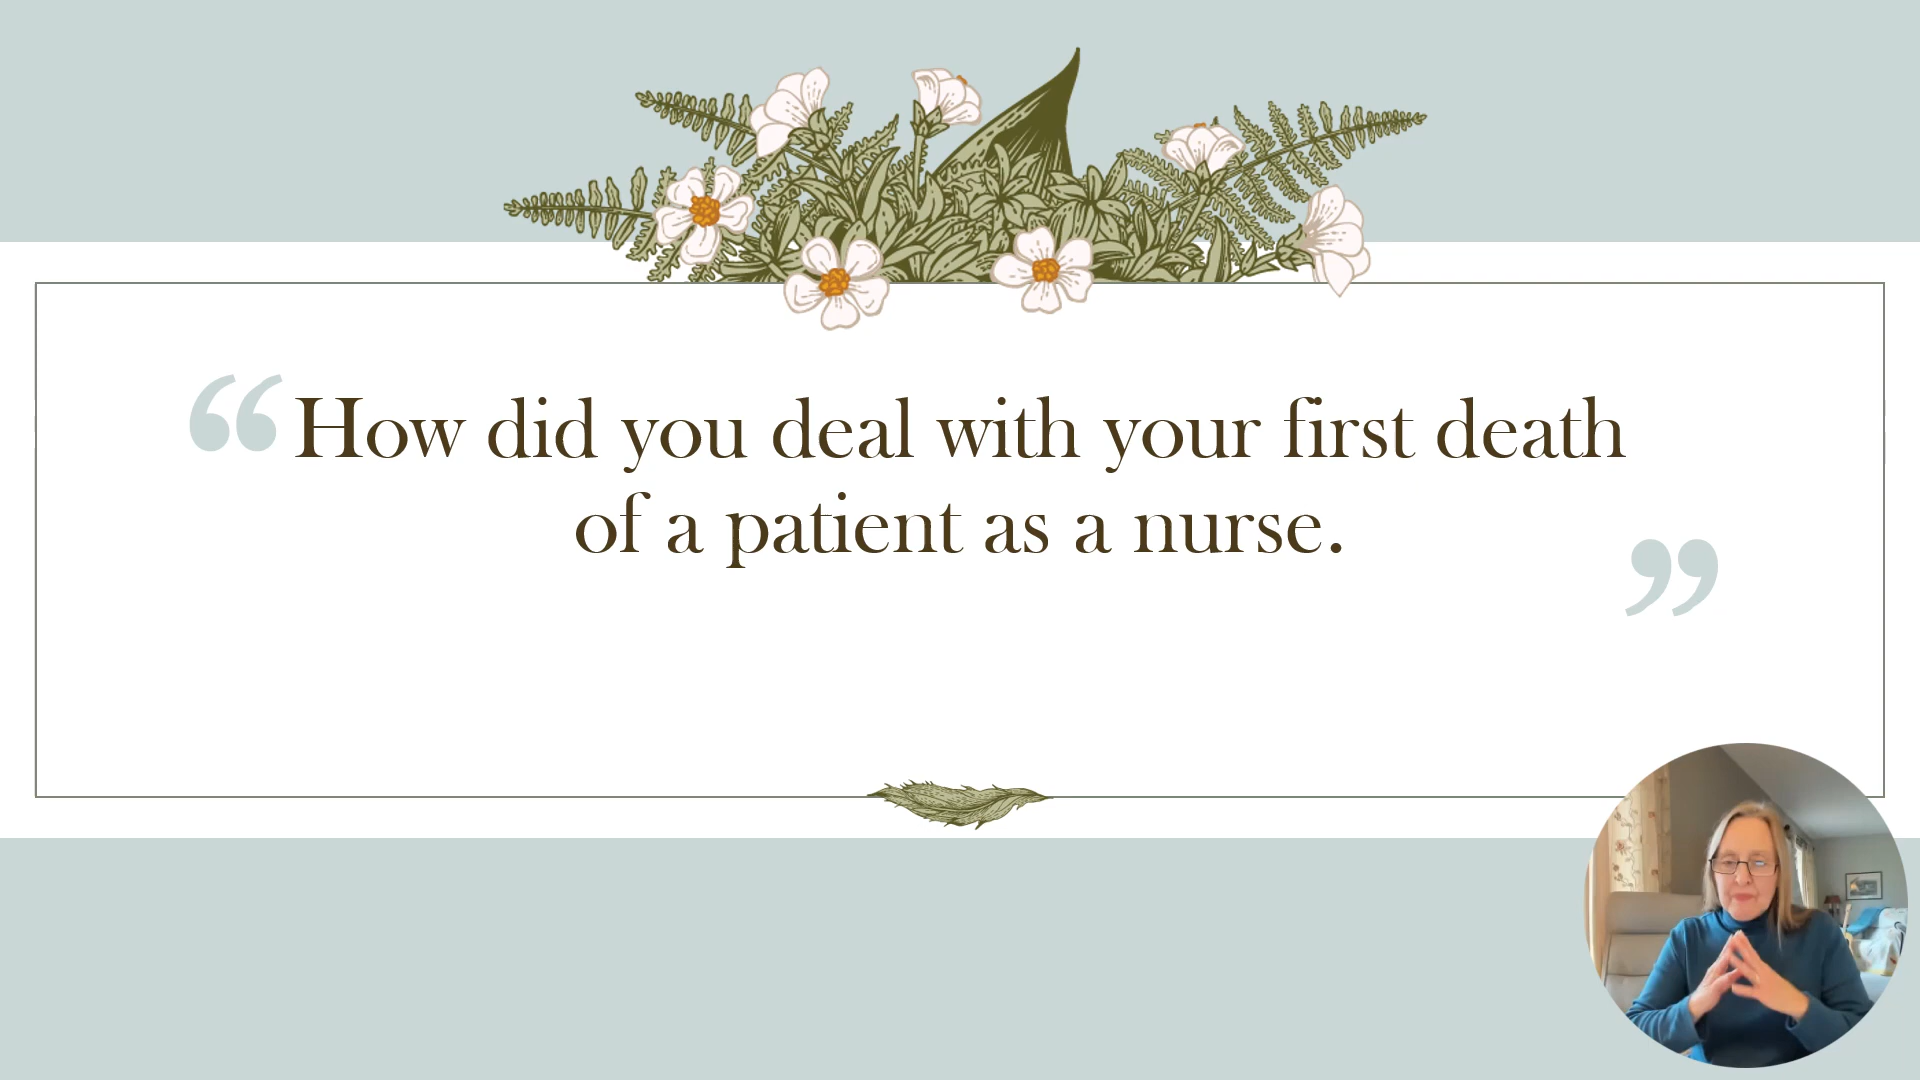 “How did you deal with your first death
of a patient as a nurse.”